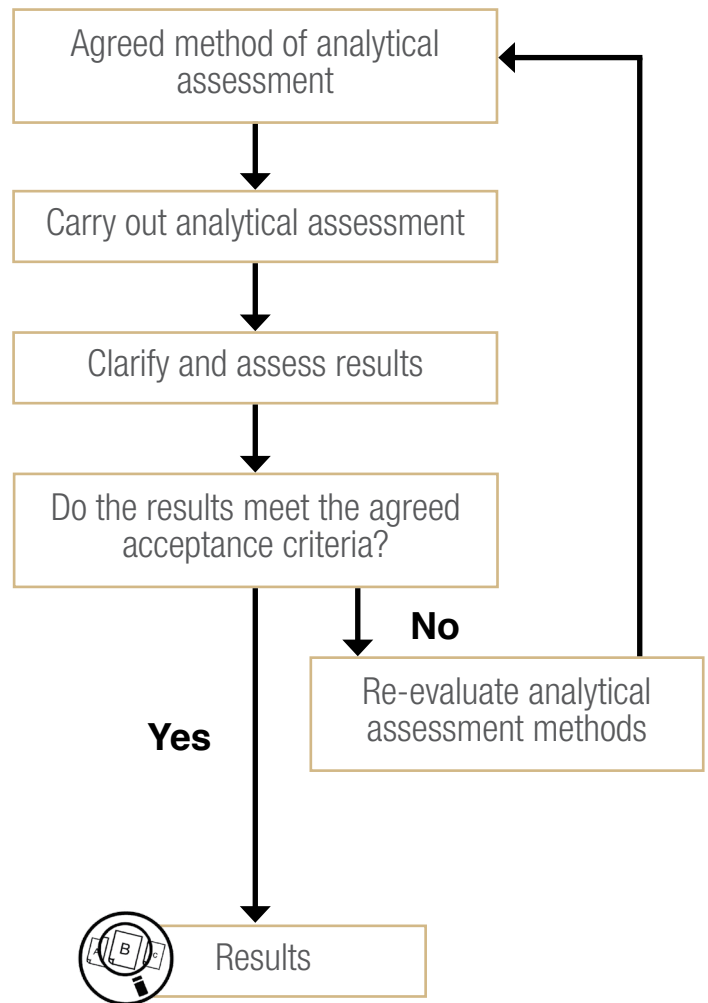 Agreed method of analytical
assessment
Carry out analytical assessment
Clarify and assess results
Do the results meet the agreed
acceptance criteria?
No
Re-evaluate analytical
assessment methods
Yes
A
B
c
Results